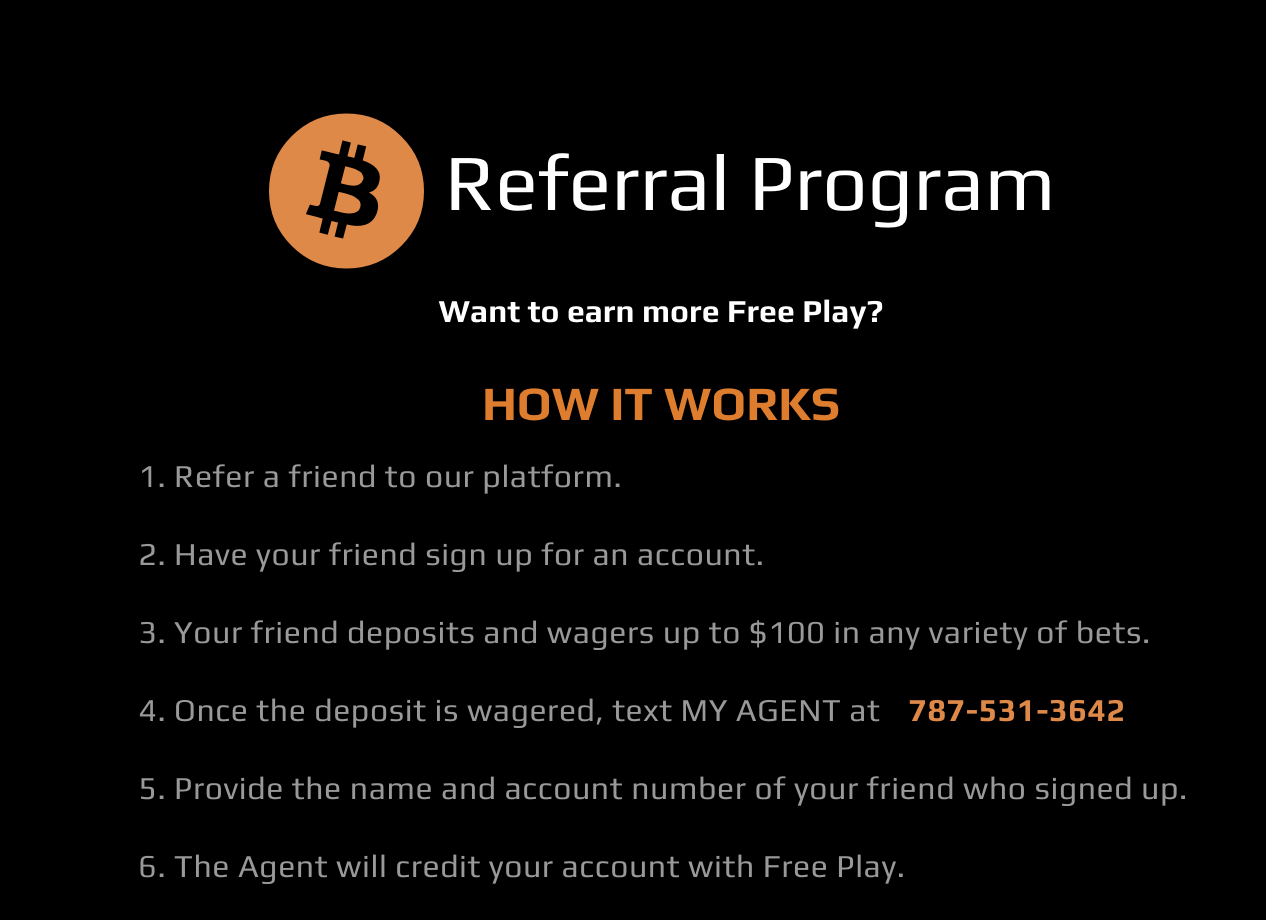 Referral Program
Want to earn more Free Play?
HOW IT WORKS
1. Refer a friend to our platform.
2. Have your friend sign up for an account.
3. Your friend deposits and wagers up to $100 in any variety of bets.
4. Once the deposit is wagered, text MY AGENT at 787-531-3642
5. Provide the name and account number of your friend who signed up.
6. The Agent will credit your account with Free Play.